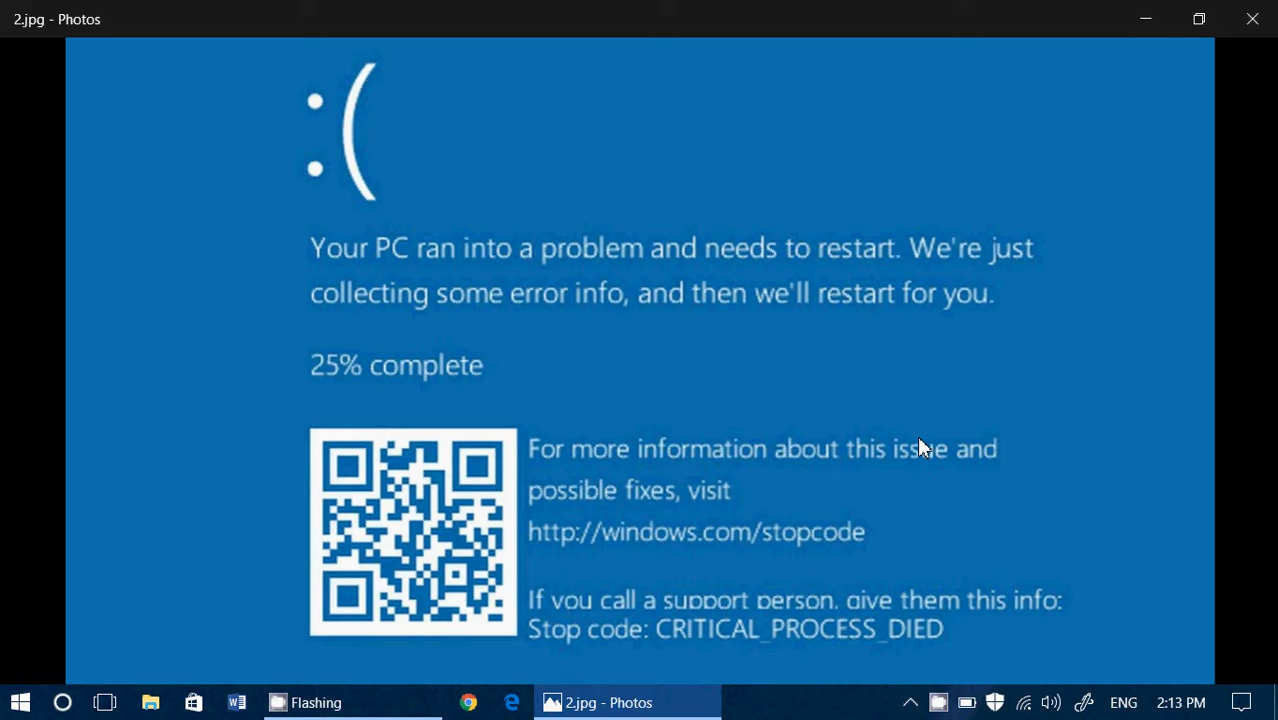 2.jpg - Photos
:(
Your PC ran into a problem and needs to restart. We're just
collecting some error info, and then we'll restart for you.
25% complete
For more information about this issue and
possible fixes, visit
http://windows.com/stopcode
If you call a support person, give them this info:
Stop code: CRITICAL_PROCESS_DIED
Flashing
2.jpg - Photos
ENG
2:13 PM